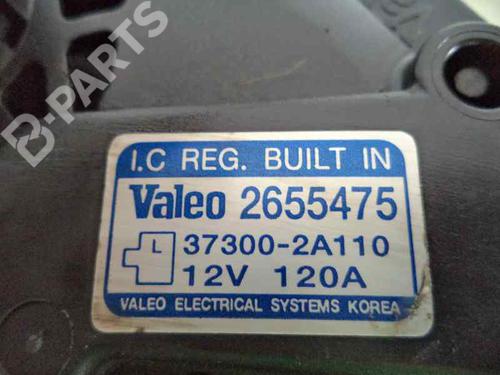 B-PARTS
I.C REG. BUILT IN
Valeo 2655475
L 37300-2A110
12V 120A
VALEO ELECTRICAL SYSTEMS KOREA